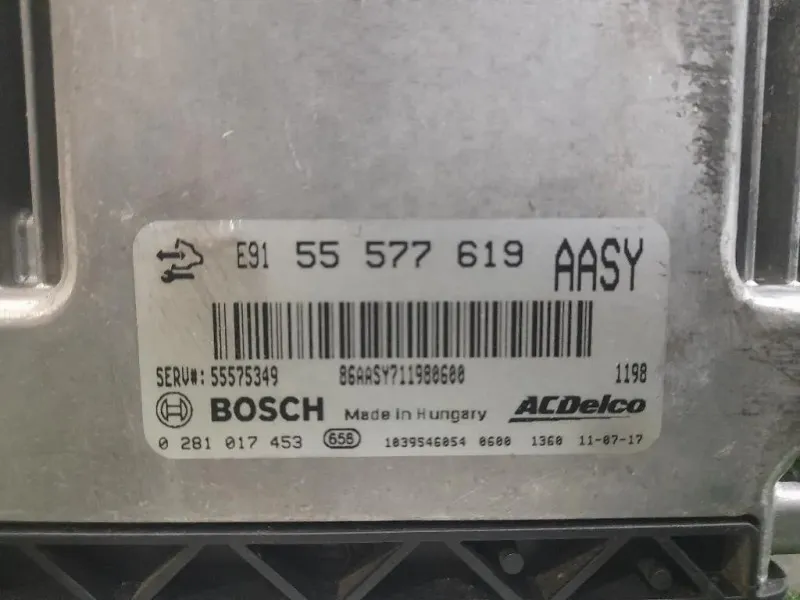 E91 55 577 619 AASY
SERV#: 55575349 86AASY711980600 1198
BOSCH Made in Hungary ACDelco
0 281 017 453 658 1039S46054 0600 1360 11-07-17